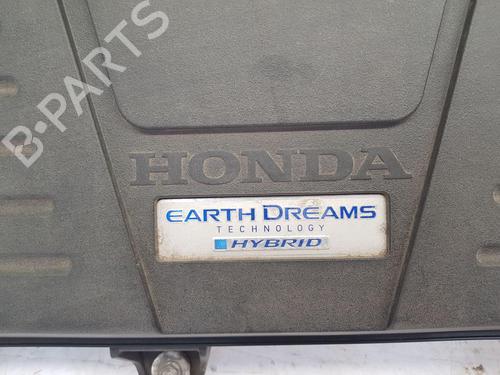 B-PARTS
HONDA
EARTH DREAMS
TECHNOLOGY
HYBRID